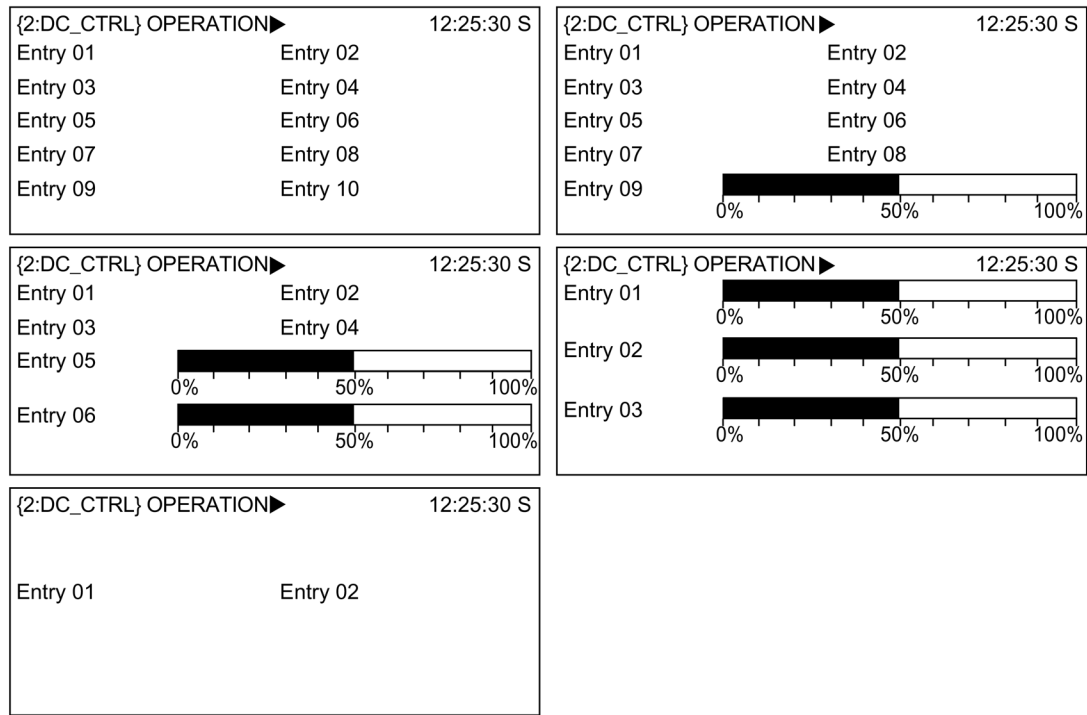 {2:DC_CTRL} OPERATION▶ 12:25:30 S
Entry 01 Entry 02
Entry 03 Entry 04
Entry 05 Entry 06
Entry 07 Entry 08
Entry 09 Entry 10
{2:DC_CTRL} OPERATION▶ 12:25:30 S
Entry 01 Entry 02
Entry 03 Entry 04
Entry 05 Entry 06
Entry 07 Entry 08
Entry 09
0% 50% 100%
{2:DC_CTRL} OPERATION▶ 12:25:30 S
Entry 01 Entry 02
Entry 03 Entry 04
Entry 05
0% 50% 100%
Entry 06
0% 50% 100%
{2:DC_CTRL} OPERATION▶ 12:25:30 S
Entry 01
0% 50% 100%
Entry 02
0% 50% 100%
Entry 03
0% 50% 100%
{2:DC_CTRL} OPERATION▶ 12:25:30 S
Entry 01 Entry 02